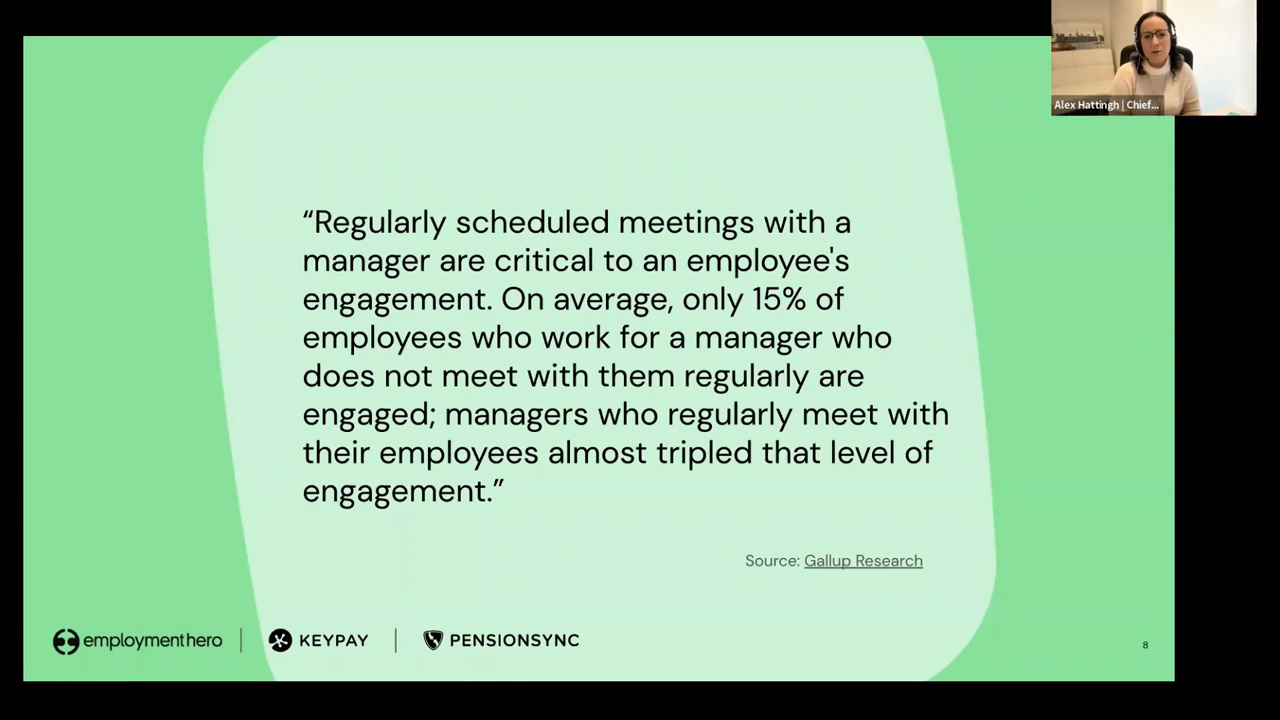 Alex Hattingh | Chief...
“Regularly scheduled meetings with a
manager are critical to an employee's
engagement. On average, only 15% of
employees who work for a manager who
does not meet with them regularly are
engaged; managers who regularly meet with
their employees almost tripled that level of
engagement.”
Source: Gallup Research
employmenthero | KEYPAY | PENSIONSYNC
8